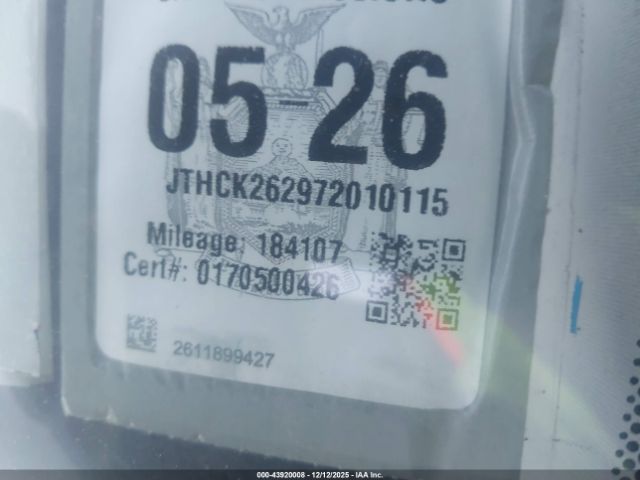 05 26
JTHCK262972010115
Mileage: 184107
Cert#: 0170500426
2611899427
000-43920008 - 12/12/2025 - IAA Inc.